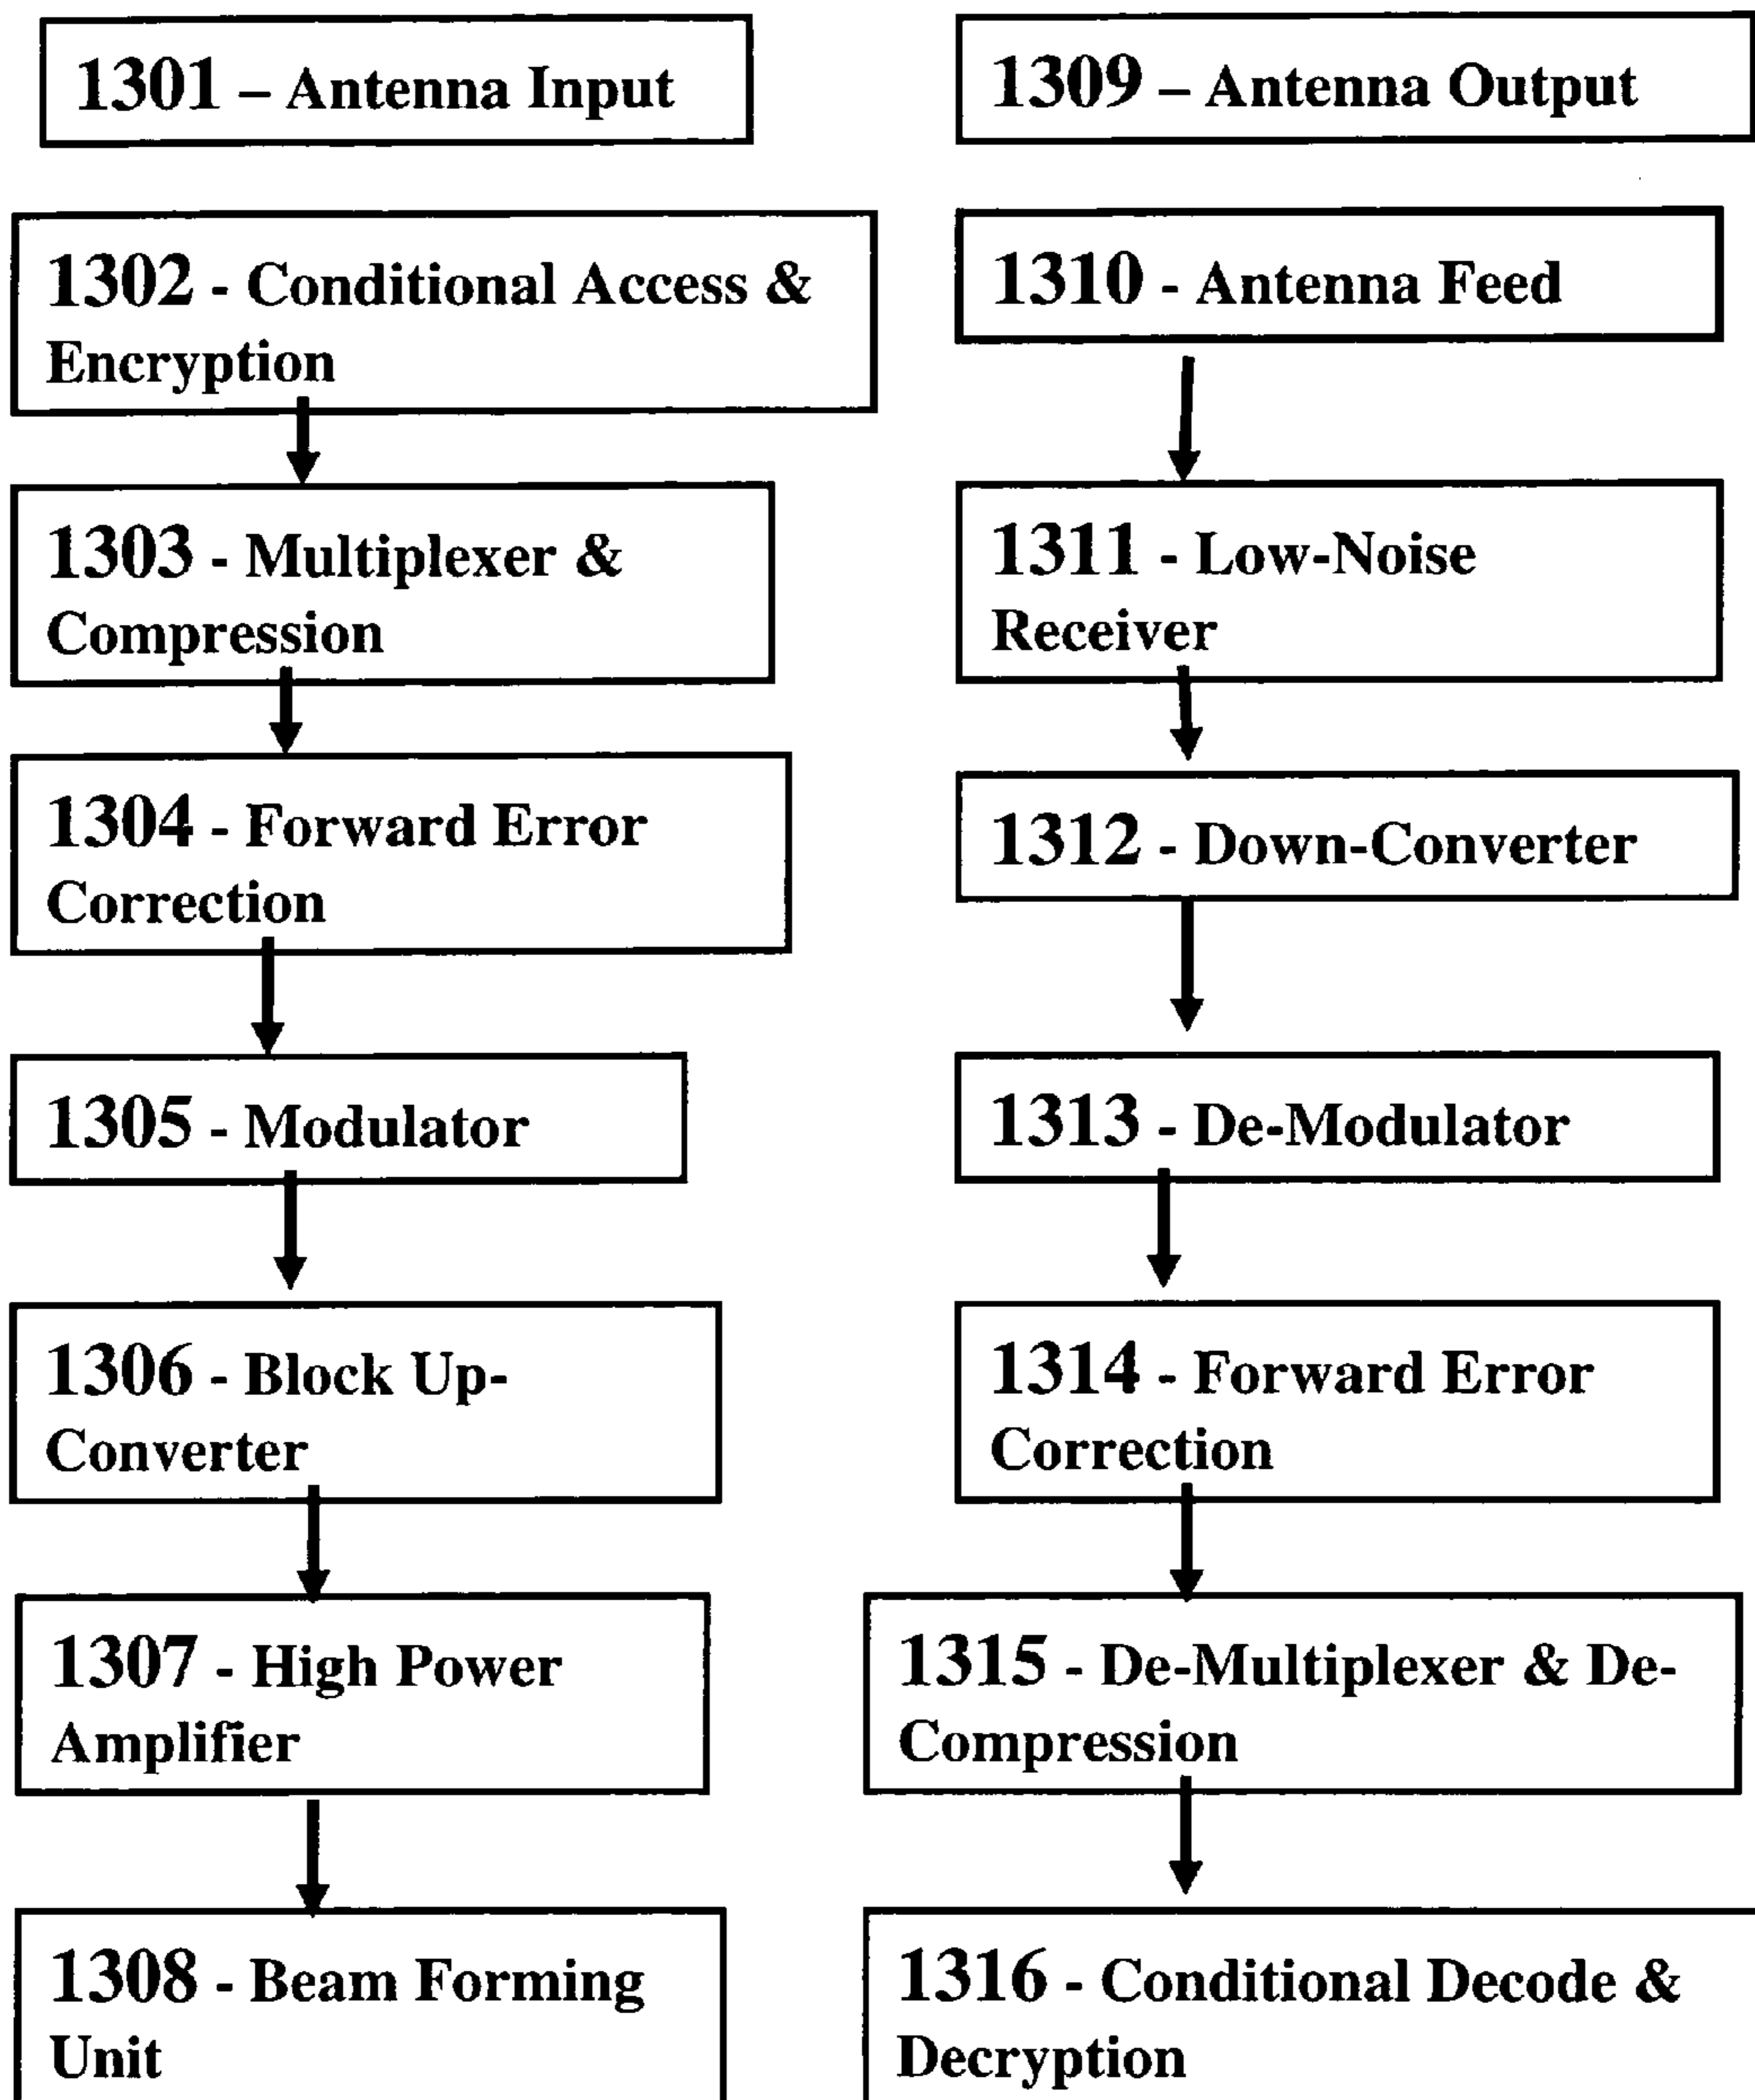 1301 – Antenna Input
1302 - Conditional Access &
Encryption
1303 - Multiplexer &
Compression
1304 - Forward Error
Correction
1305 - Modulator
1306 - Block Up-
Converter
1307 - High Power
Amplifier
1308 - Beam Forming
Unit
1309 – Antenna Output
1310 - Antenna Feed
1311 - Low-Noise
Receiver
1312 - Down-Converter
1313 - De-Modulator
1314 - Forward Error
Correction
1315 - De-Multiplexer & De-
Compression
1316 - Conditional Decode &
Decryption